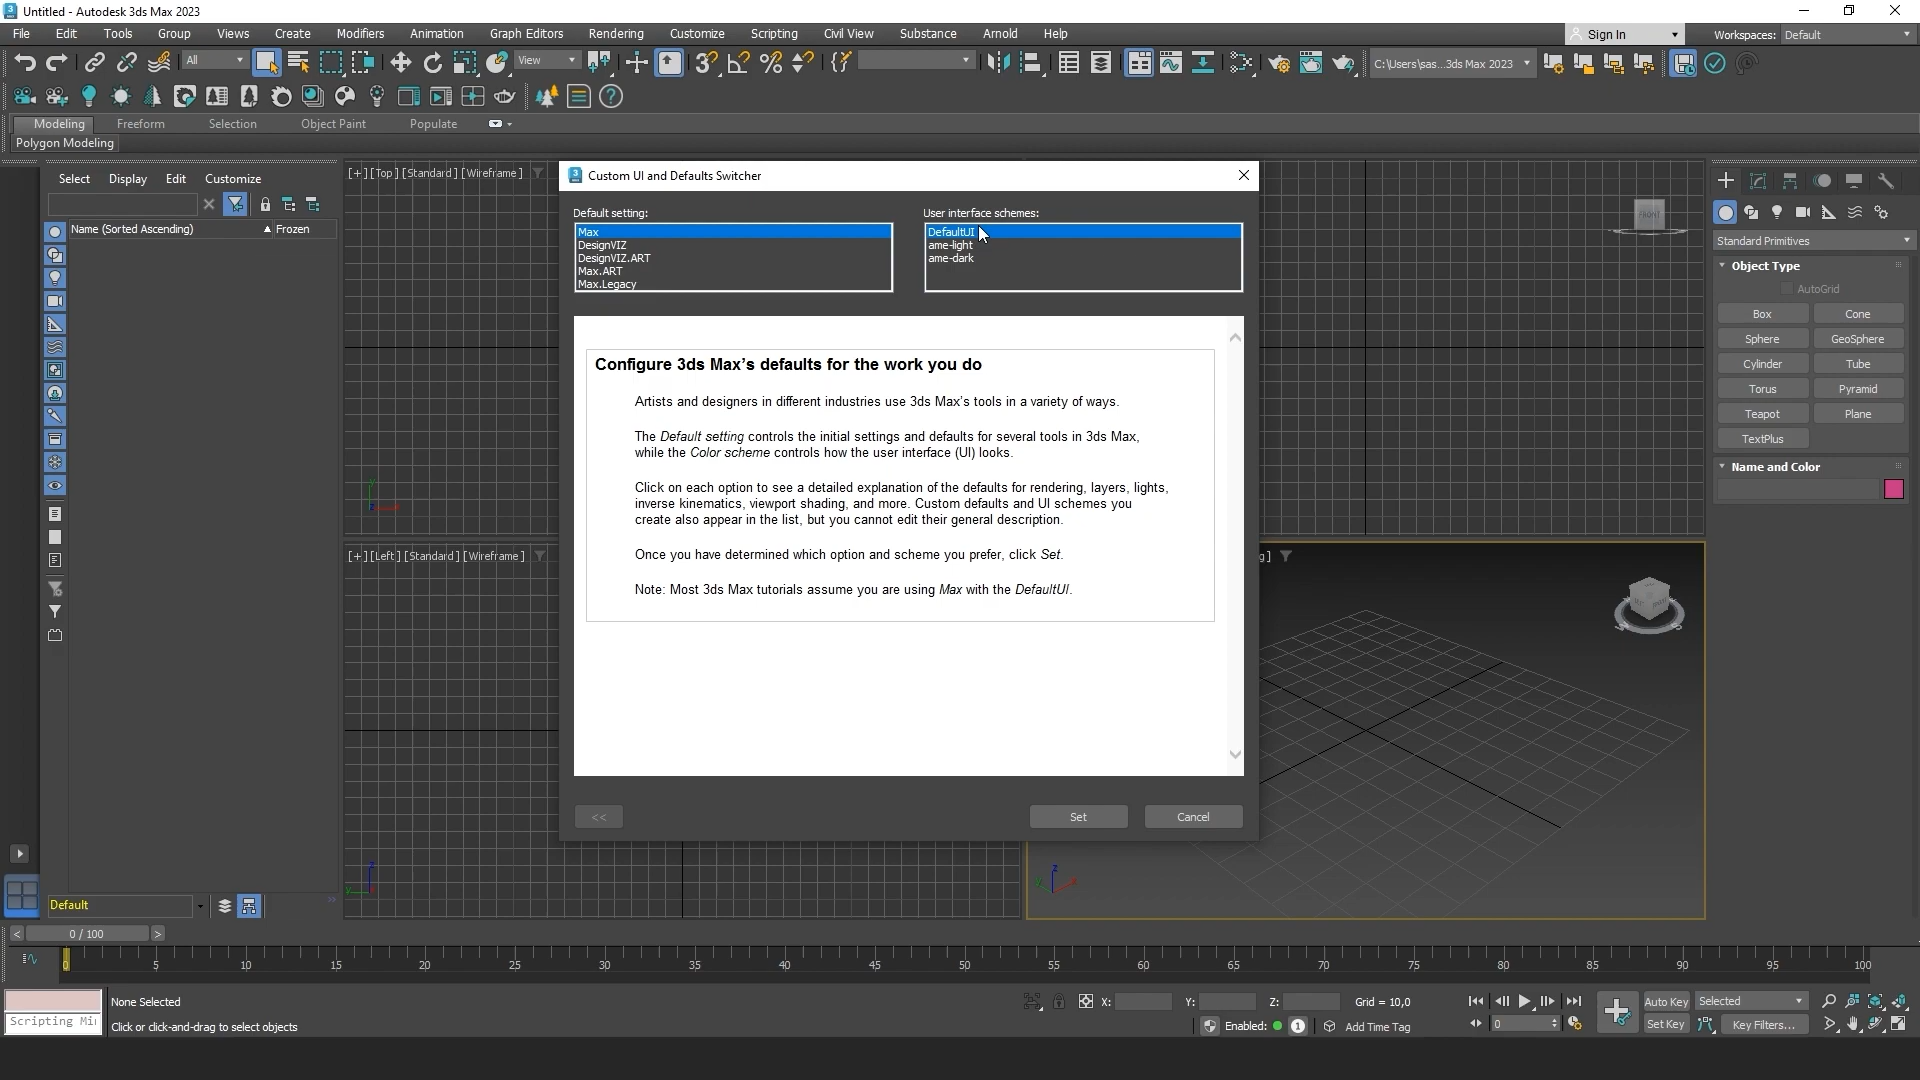 Untitled - Autodesk 3ds Max 2023
File Edit Tools Group Views Create Modifiers Animation Graph Editors Rendering Customize Scripting Civil View Substance Arnold Help Sign In Workspaces: Default
All View C:\Users\sas...3ds Max 2023
Modeling Freeform Selection Object Paint Populate
Polygon Modeling
Select Display Edit Customize
Name (Sorted Ascending) Frozen
[+] [Top] [Standard] [Wireframe]
[+] [Left] [Standard] [Wireframe]
Custom UI and Defaults Switcher
Default setting: User interface schemes:
Max
DesignVIZ
DesignVIZ.ART
Max.ART
Max.Legacy
DefaultUI
ame-light
ame-dark
Configure 3ds Max's defaults for the work you do
Artists and designers in different industries use 3ds Max's tools in a variety of ways.
The Default setting controls the initial settings and defaults for several tools in 3ds Max,
while the Color scheme controls how the user interface (UI) looks.
Click on each option to see a detailed explanation of the defaults for rendering, layers, lights,
inverse kinematics, viewport shading, and more. Custom defaults and UI schemes you
create also appear in the list, but you cannot edit their general description.
Once you have determined which option and scheme you prefer, click Set.
Note: Most 3ds Max tutorials assume you are using Max with the DefaultUI.
<< Set Cancel
FRONT
Standard Primitives
Object Type
AutoGrid
Box Cone
Sphere GeoSphere
Cylinder Tube
Torus Pyramid
Teapot Plane
TextPlus
Name and Color
Default
< 0 / 100 >
0 5 10 15 20 25 30 35 40 45 50 55 60 65 70 75 80 85 90 95 100
None Selected X: Y: Z: Grid = 10,0 Auto Key Selected
Scripting Mi Click or click-and-drag to select objects Enabled: 1 Add Time Tag 0 Set Key Key Filters...